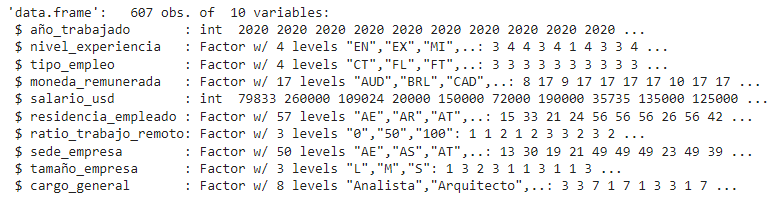 'data.frame':	607 obs. of  10 variables:
 $ año_trabajado       : int  2020 2020 2020 2020 2020 2020 2020 2020 2020 2020 ...
 $ nivel_experiencia   : Factor w/ 4 levels "EN","EX","MI",..: 3 4 4 3 4 1 4 3 3 4 ...
 $ tipo_empleo         : Factor w/ 4 levels "CT","FL","FT",..: 3 3 3 3 3 3 3 3 3 3 ...
 $ moneda_remunerada   : Factor w/ 17 levels "AUD","BRL","CAD",..: 8 17 9 17 17 17 17 10 17 17 ...
 $ salario_usd         : int  79833 260000 109024 20000 150000 72000 190000 35735 135000 125000 ...
 $ residencia_empleado : Factor w/ 57 levels "AE","AR","AT",..: 15 33 21 24 56 56 56 26 56 42 ...
 $ ratio_trabajo_remoto: Factor w/ 3 levels "0","50","100": 1 1 2 1 2 3 3 2 3 2 ...
 $ sede_empresa        : Factor w/ 50 levels "AE","AS","AT",..: 13 30 19 21 49 49 49 23 49 39 ...
 $ tamaño_empresa      : Factor w/ 3 levels "L","M","S": 1 3 2 3 1 1 3 1 1 3 ...
 $ cargo_general       : Factor w/ 8 levels "Analista","Arquitecto",..: 3 3 7 1 7 1 3 3 1 7 ...